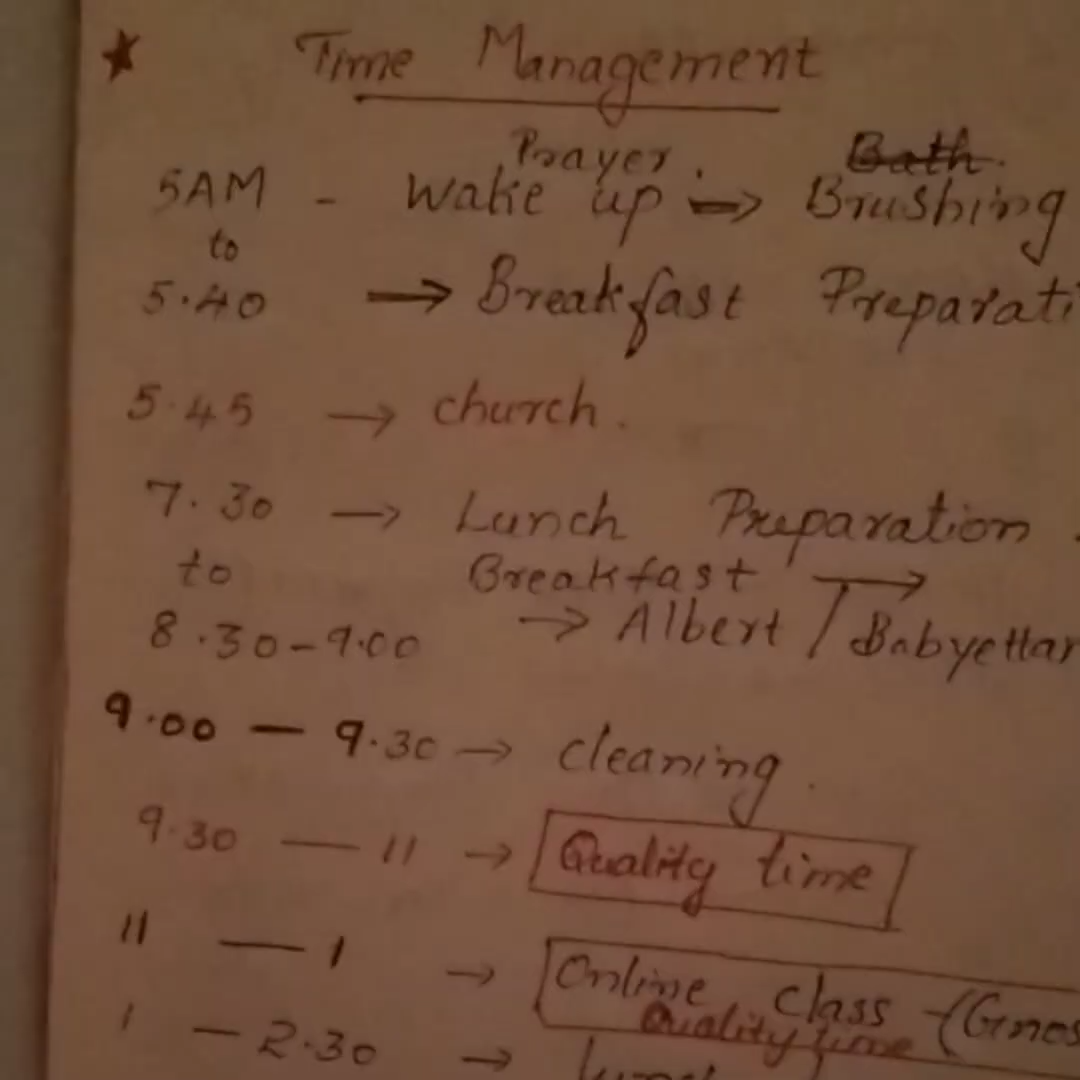 ★ Time Management
Prayer. Bath.
5AM - Wake up → Brushing
to
5.40 → Breakfast Preparati
5.45 → church.
7.30 → Lunch Preparation
to Breakfast →
8.30-9.00 → Albert / Babyettan
9.00 — 9.30 → cleaning.
9.30 — 11 → Quality time
11 — 1 → Online class (
Quality time
1 — 2.30 →